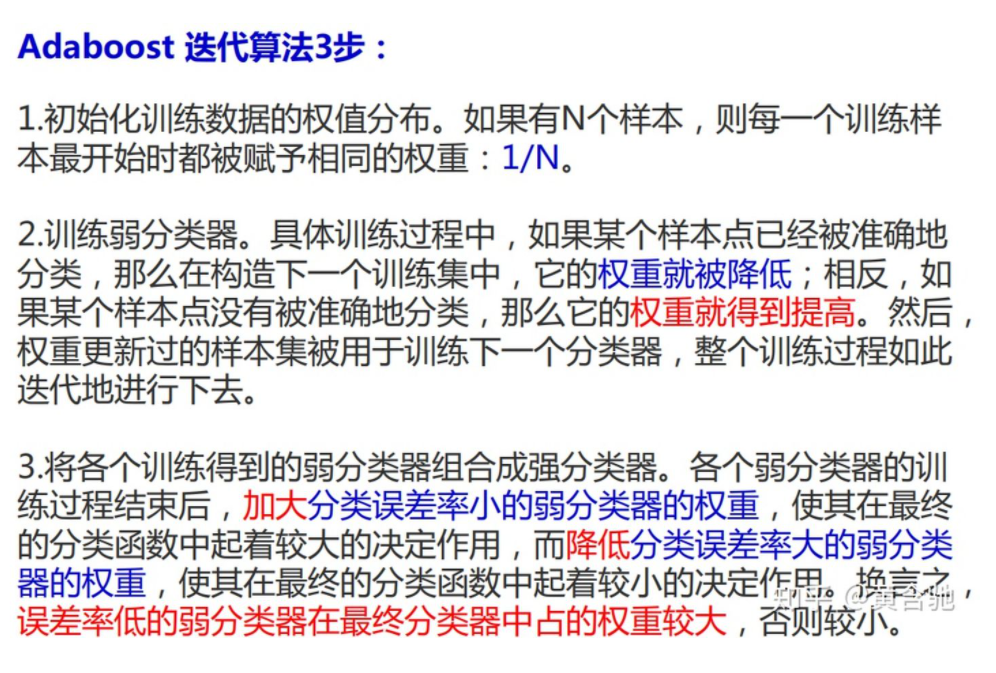 Adaboost 迭代算法3步：
1.初始化训练数据的权值分布。如果有N个样本，则每一个训练样
本最开始时都被赋予相同的权重：1/N。
2.训练弱分类器。具体训练过程中，如果某个样本点已经被准确地
分类，那么在构造下一个训练集中，它的权重就被降低；相反，如
果某个样本点没有被准确地分类，那么它的权重就得到提高。然后，
权重更新过的样本集被用于训练下一个分类器，整个训练过程如此
迭代地进行下去。
3.将各个训练得到的弱分类器组合成强分类器。各个弱分类器的训
练过程结束后，加大分类误差率小的弱分类器的权重，使其在最终
的分类函数中起着较大的决定作用，而降低分类误差率大的弱分类
器的权重，使其在最终的分类函数中起着较小的决定作用。换言之，
误差率低的弱分类器在最终分类器中占的权重较大，否则较小。
知乎 @黄含驰